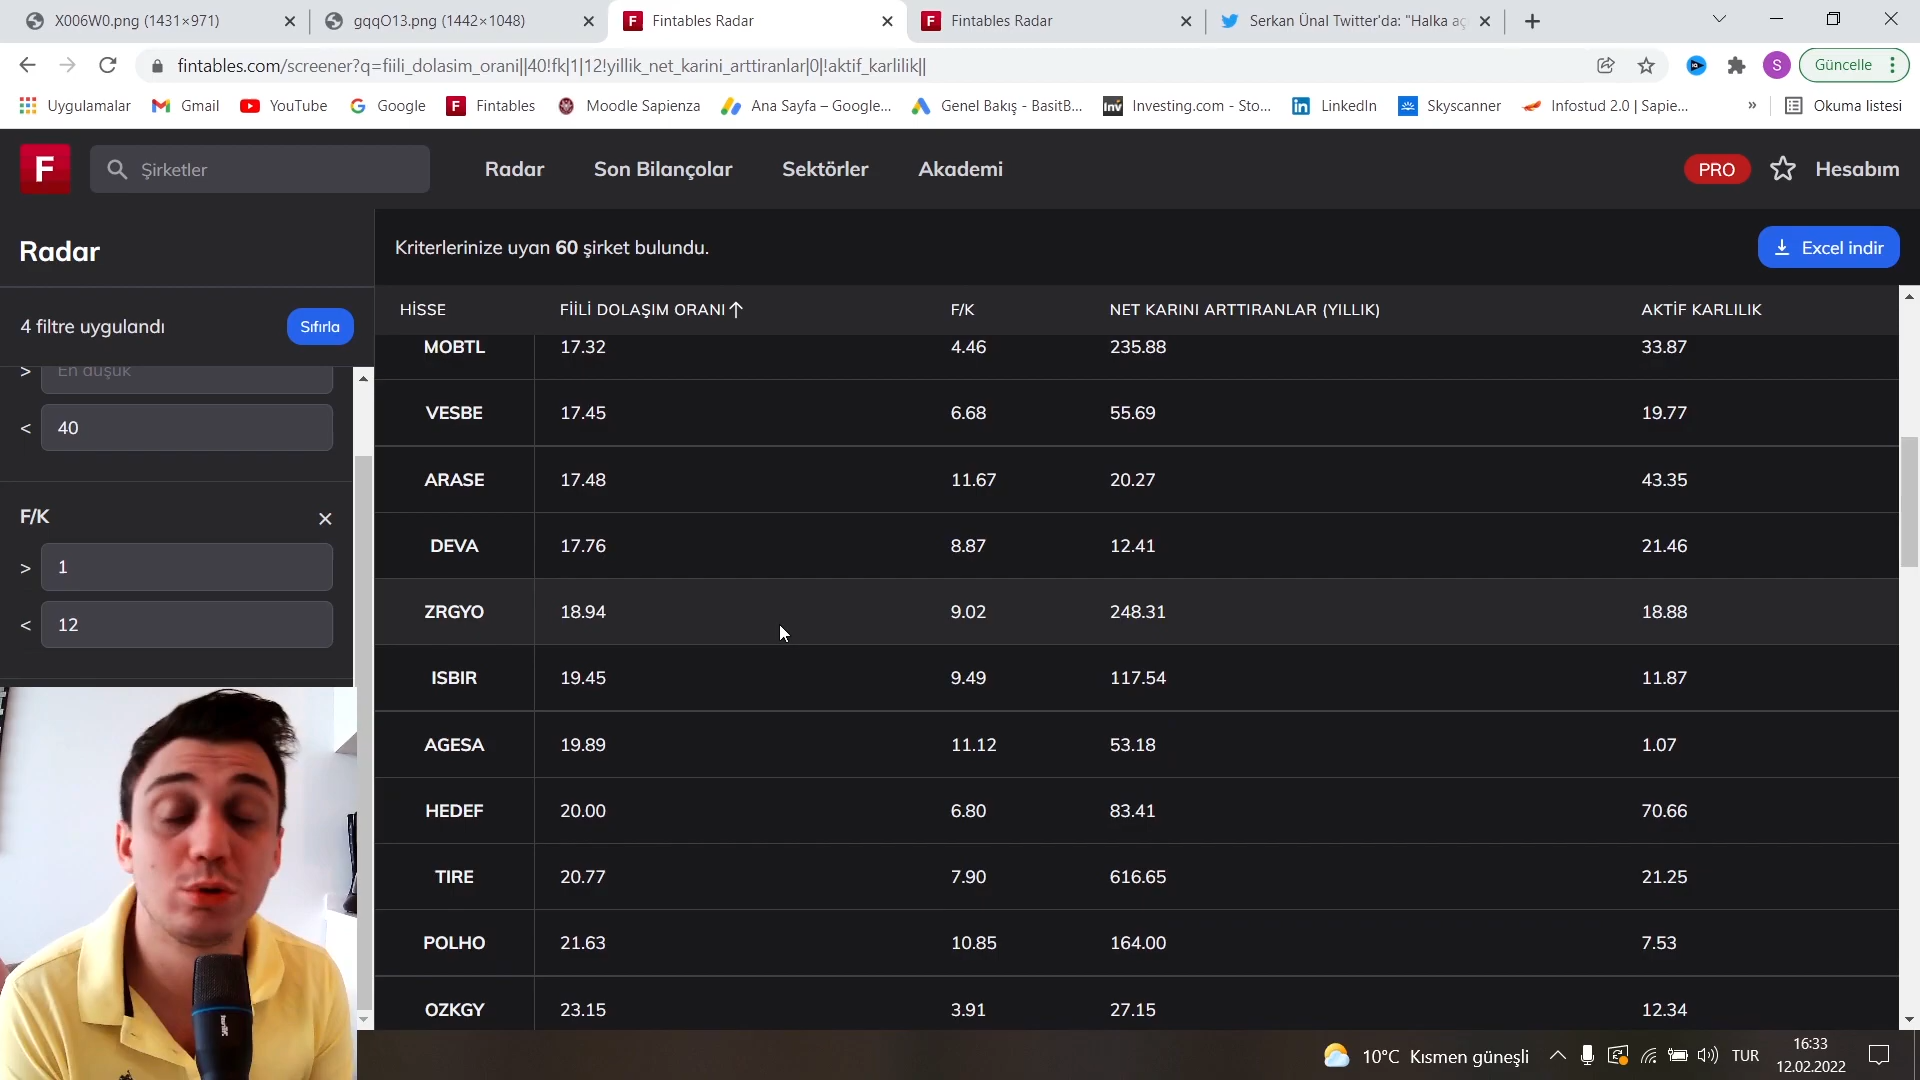 X006W0.png (1431×971)
gqqO13.png (1442×1048)
Fintables Radar
Fintables Radar
Serkan Ünal Twitter'da: "Halka aç
fintables.com/screener?q=fiili_dolasim_orani||40!fk|1|12!yillik_net_karini_arttiranlar|0|!aktif_karlilik||
S
Güncelle
Uygulamalar
Gmail
YouTube
Google
Fintables
Moodle Sapienza
Ana Sayfa – Google...
Genel Bakış - BasitB...
Investing.com - Sto...
LinkedIn
Skyscanner
Infostud 2.0 | Sapie...
»
Okuma listesi
F
Şirketler
Radar
Son Bilançolar
Sektörler
Akademi
PRO
Hesabım
Radar
Kriterlerinize uyan 60 şirket bulundu.
Excel indir
4 filtre uygulandı
Sıfırla
> En düşük
< 40
F/K
> 1
< 12
HİSSE FİİLİ DOLAŞIM ORANI F/K NET KARINI ARTTIRANLAR (YILLIK) AKTİF KARLILIK
MOBTL 17.32 4.46 235.88 33.87
VESBE 17.45 6.68 55.69 19.77
ARASE 17.48 11.67 20.27 43.35
DEVA 17.76 8.87 12.41 21.46
ZRGYO 18.94 9.02 248.31 18.88
ISBIR 19.45 9.49 117.54 11.87
AGESA 19.89 11.12 53.18 1.07
HEDEF 20.00 6.80 83.41 70.66
TIRE 20.77 7.90 616.65 21.25
POLHO 21.63 10.85 164.00 7.53
OZKGY 23.15 3.91 27.15 12.34
10°C Kısmen güneşli
TUR
16:33
12.02.2022